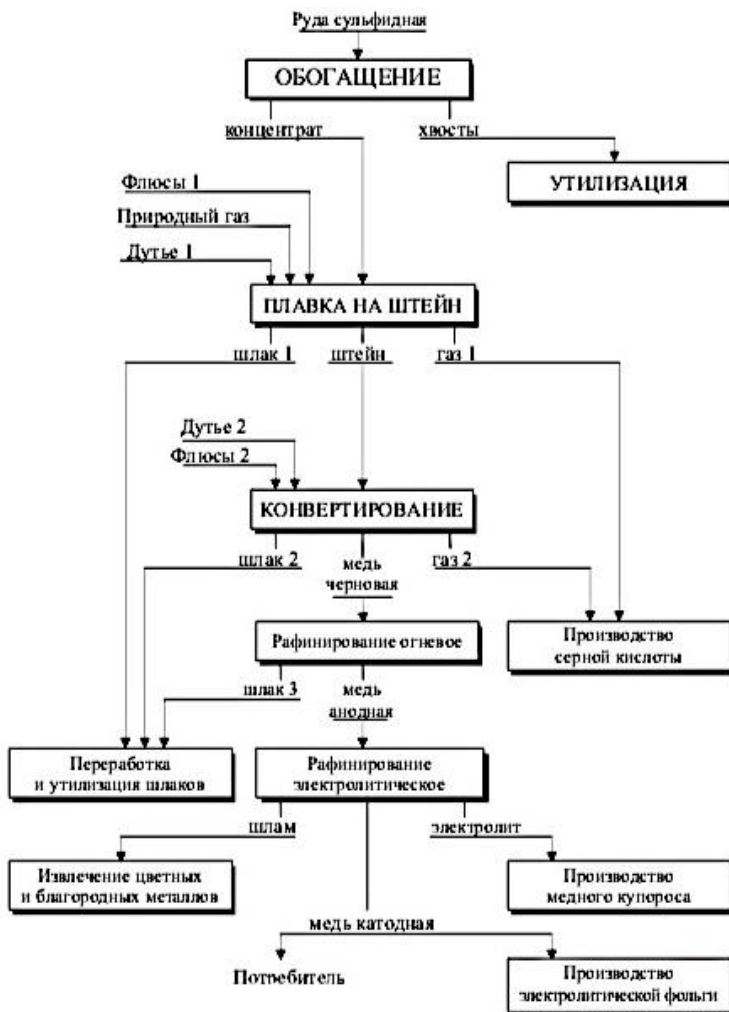 Руда сульфидная
ОБОГАЩЕНИЕ
концентрат
хвосты
УТИЛИЗАЦИЯ
Флюсы 1
Природный газ
Дутье 1
ПЛАВКА НА ШТЕЙН
шлак 1
штейн
газ 1
Дутье 2
Флюсы 2
КОНВЕРТИРОВАНИЕ
шлак 2
медь
черновая
газ 2
Рафинирование огневое
Производство
серной кислоты
шлак 3
медь
анодная
Переработка
и утилизация шлаков
Рафинирование
электролитическое
шлам
электролит
Извлечение цветных
и благородных металлов
Производство
медного купороса
медь катодная
Потребитель
Производство
электролитической фольги